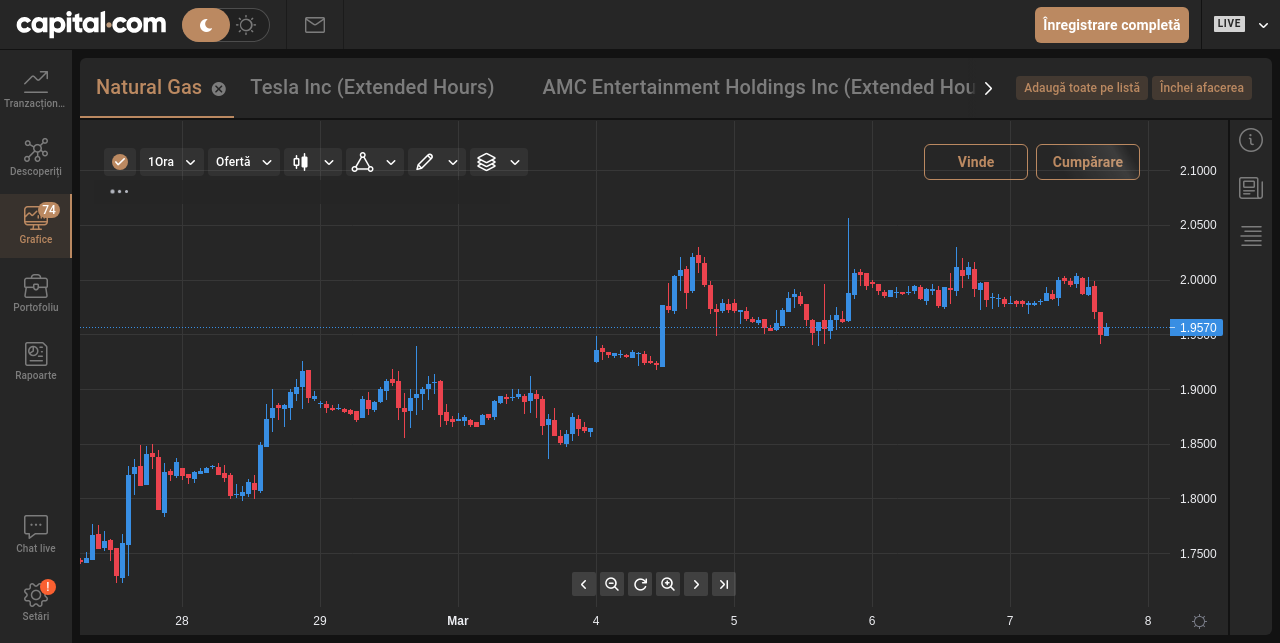 capital.com
Înregistrare completă
LIVE
Tranzacțion...
Descoperiți
74
Grafice
Portofoliu
Rapoarte
Chat live
!
Setări
Natural Gas
Tesla Inc (Extended Hours)
AMC Entertainment Holdings Inc (Extended Hou
Adaugă toate pe listă
Închei afacerea
1Ora
Ofertă
Vinde
Cumpărare
2.1000
2.0500
2.0000
1.9570
1.9500
1.9000
1.8500
1.8000
1.7500
28
29
Mar
4
5
6
7
8